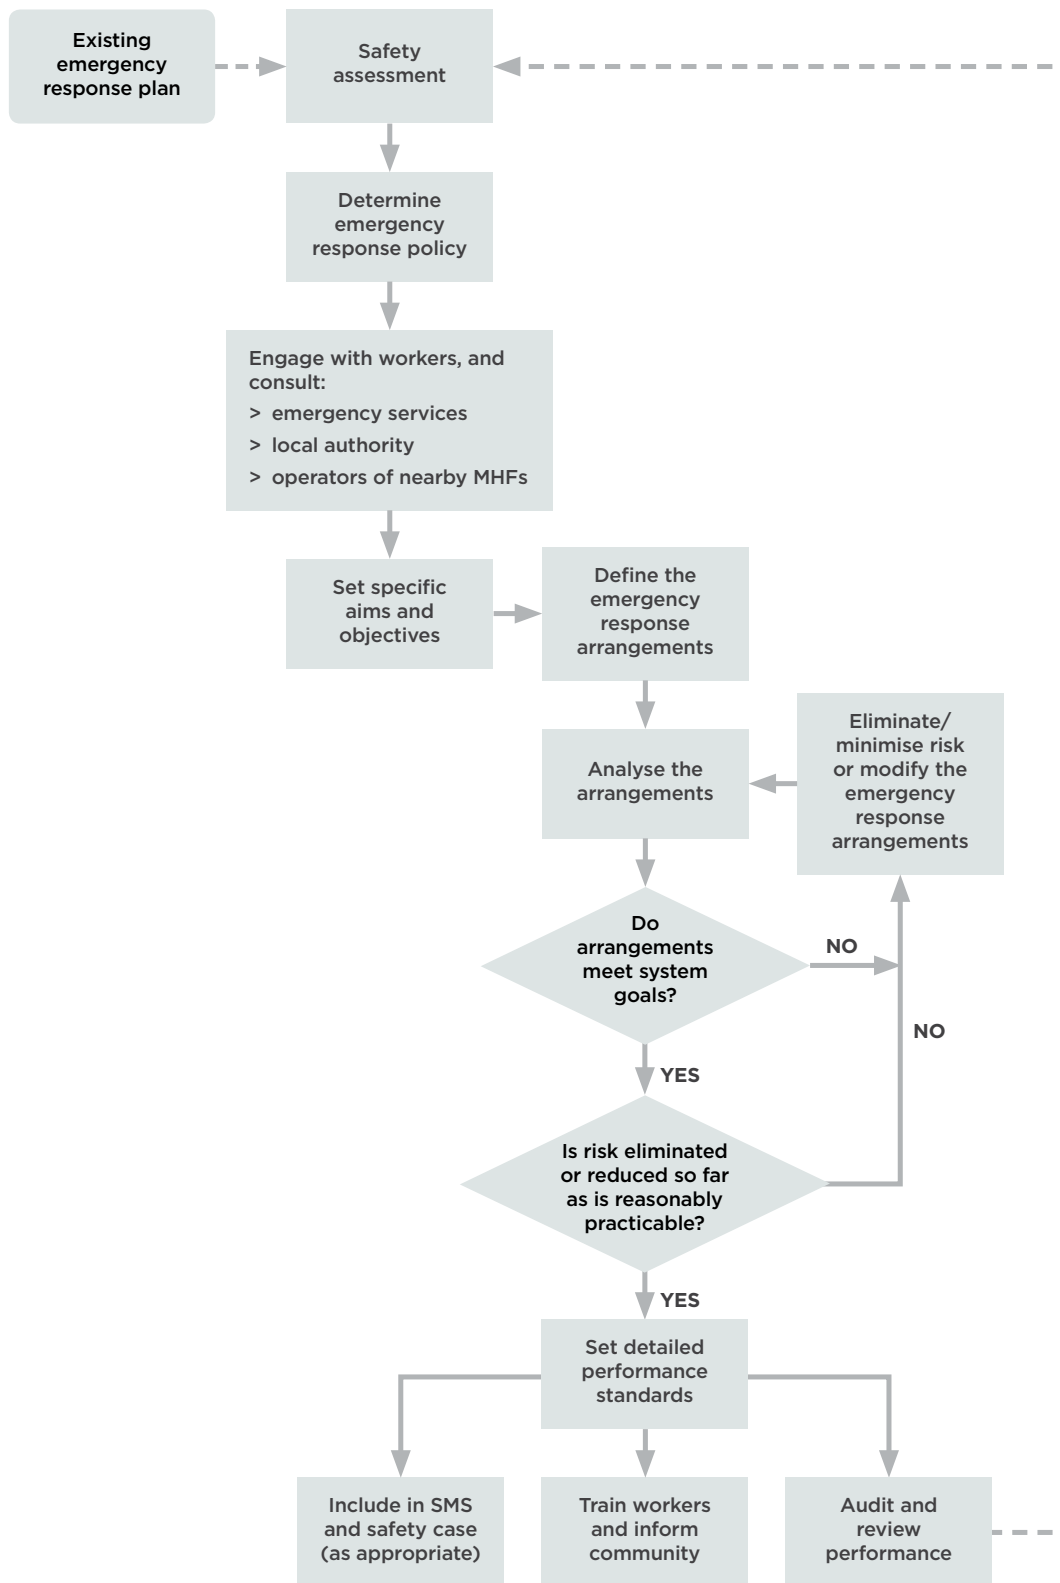 Existing
emergency
response plan
Safety
assessment
Determine
emergency
response policy
Engage with workers, and
consult:
> emergency services
> local authority
> operators of nearby MHFs
Set specific
aims and
objectives
Define the
emergency
response
arrangements
Analyse the
arrangements
Eliminate/
minimise risk
or modify the
emergency
response
arrangements
Do
arrangements
meet system
goals?
NO
NO
YES
Is risk eliminated
or reduced so far
as is reasonably
practicable?
YES
Set detailed
performance
standards
Include in SMS
and safety case
(as appropriate)
Train workers
and inform
community
Audit and
review
performance